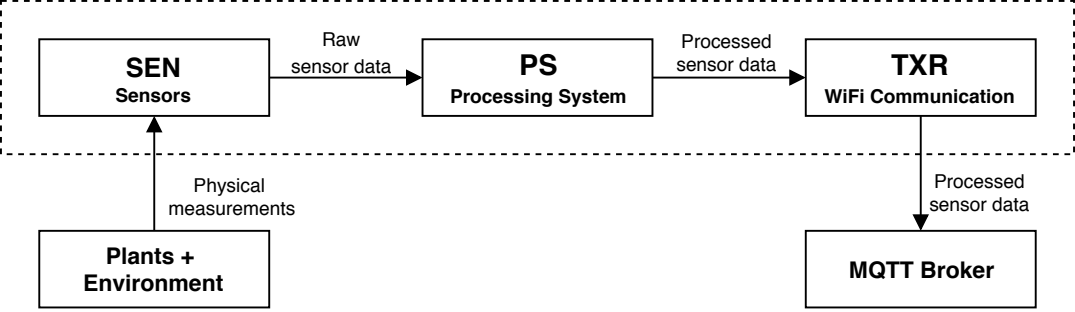 SEN
Sensors
Raw
sensor data
PS
Processing System
Processed
sensor data
TXR
WiFi Communication
Physical
measurements
Processed
sensor data
Plants +
Environment
MQTT Broker